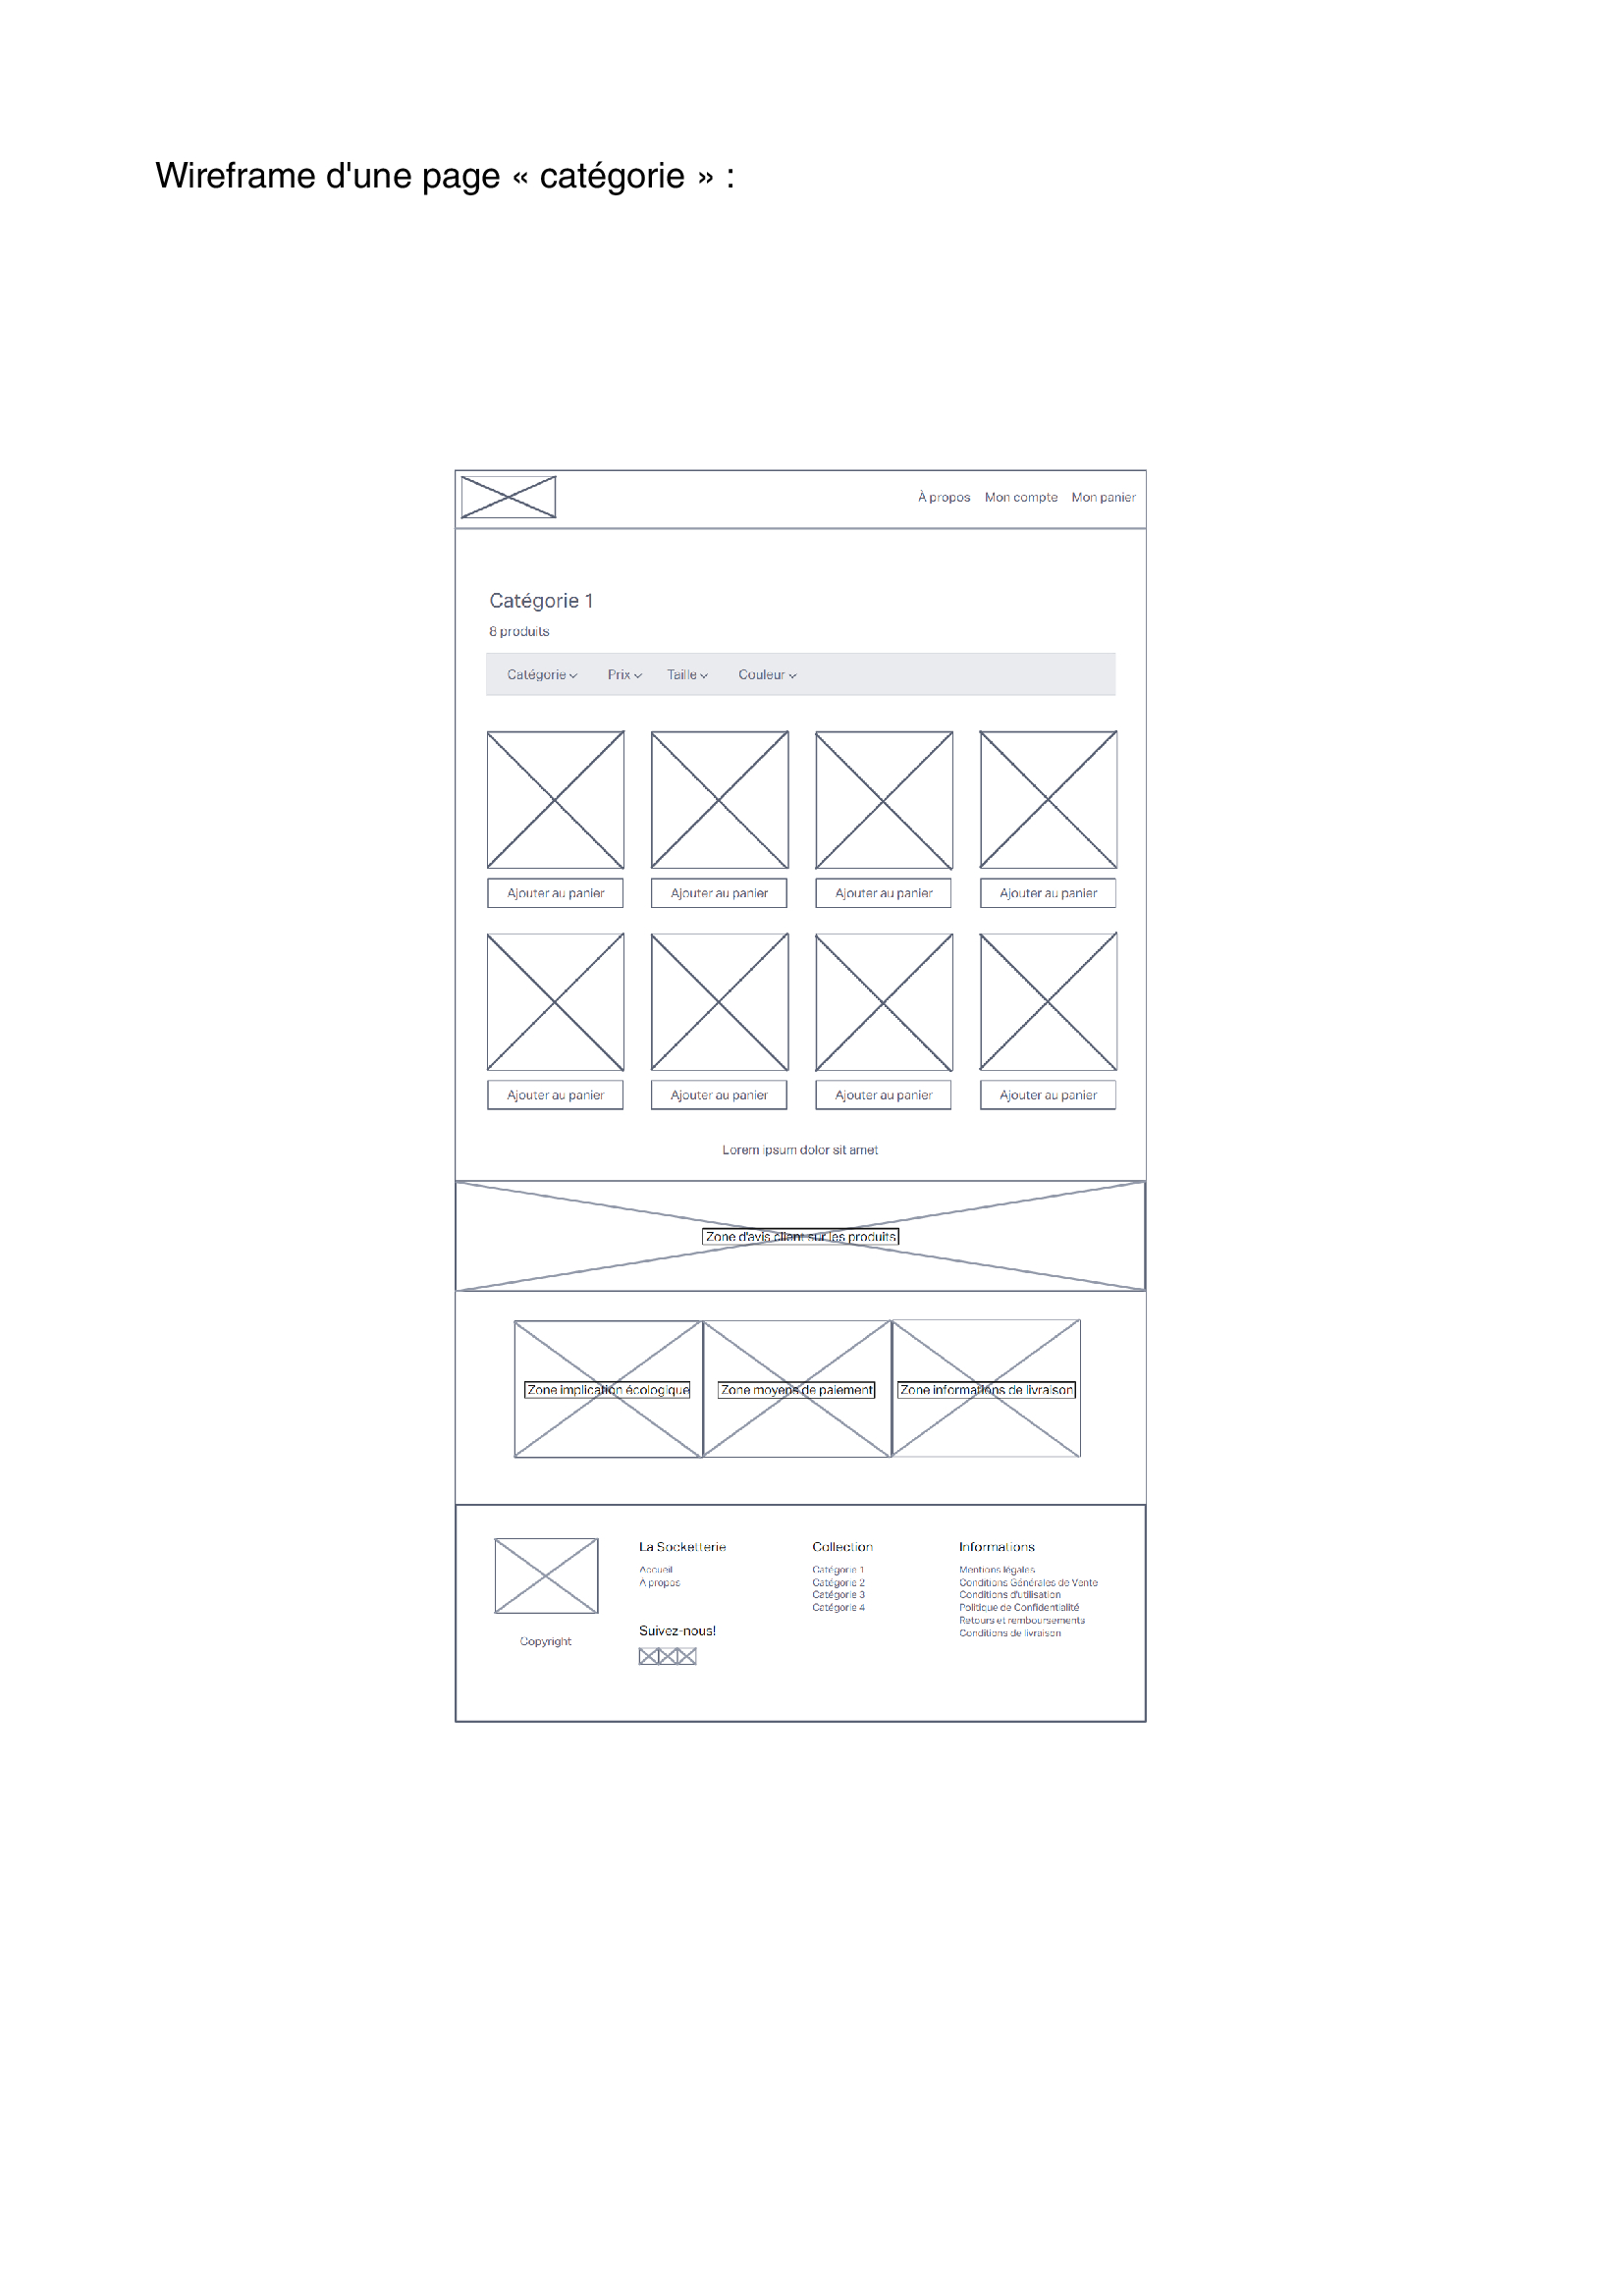 Wireframe d'une page « catégorie » :
À propos Mon compte Mon panier
Catégorie 1
8 produits
Catégorie Prix Taille Couleur
Ajouter au panier Ajouter au panier Ajouter au panier Ajouter au panier
Ajouter au panier Ajouter au panier Ajouter au panier Ajouter au panier
Lorem ipsum dolor sit amet
Zone d'avis client sur les produits
Zone implication écologique Zone moyens de paiement Zone informations de livraison
Copyright
La Socketterie
Accueil
À propos
Suivez-nous!
Collection
Catégorie 1
Catégorie 2
Catégorie 3
Catégorie 4
Informations
Mentions légales
Conditions Générales de Vente
Conditions d'utilisation
Politique de Confidentialité
Retours et remboursements
Conditions de livraison